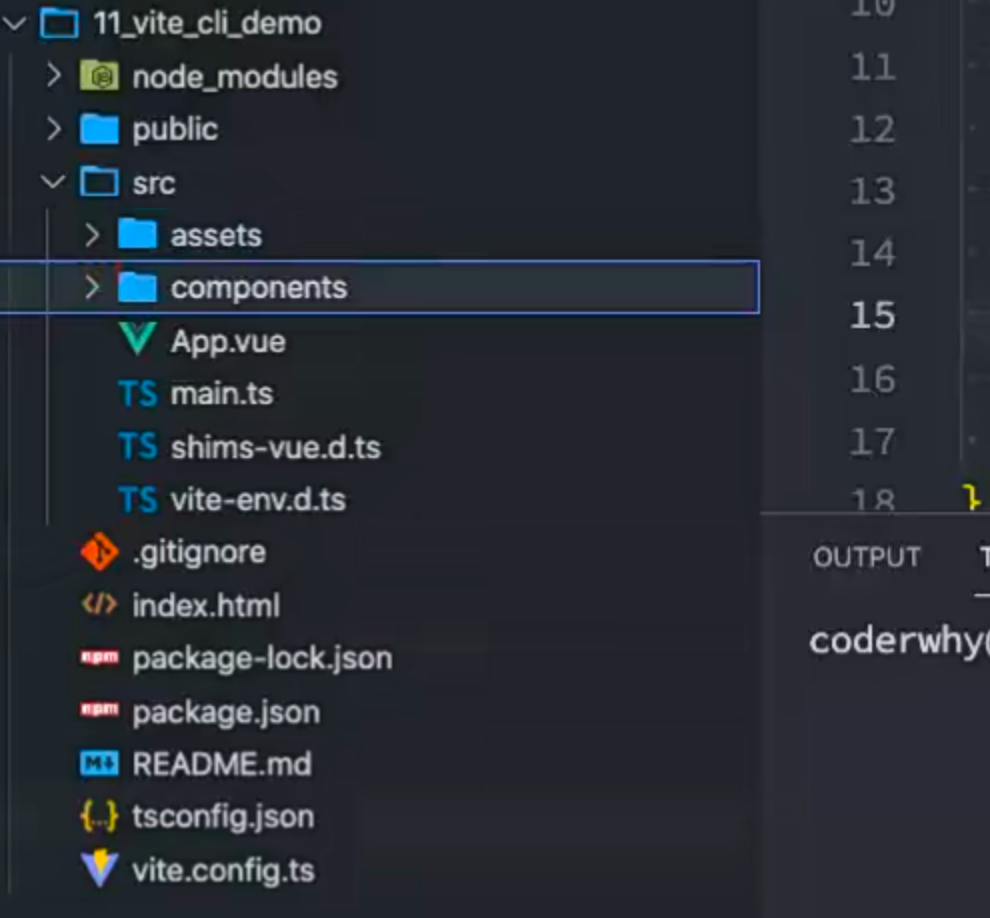 11_vite_cli_demo
node_modules
public
src
assets
components
App.vue
TS main.ts
TS shims-vue.d.ts
TS vite-env.d.ts
.gitignore
</> index.html
npm package-lock.json
npm package.json
M↓ README.md
{..} tsconfig.json
vite.config.ts
10
11
12
13
14
15
16
17
18 }
OUTPUT
coderwhy